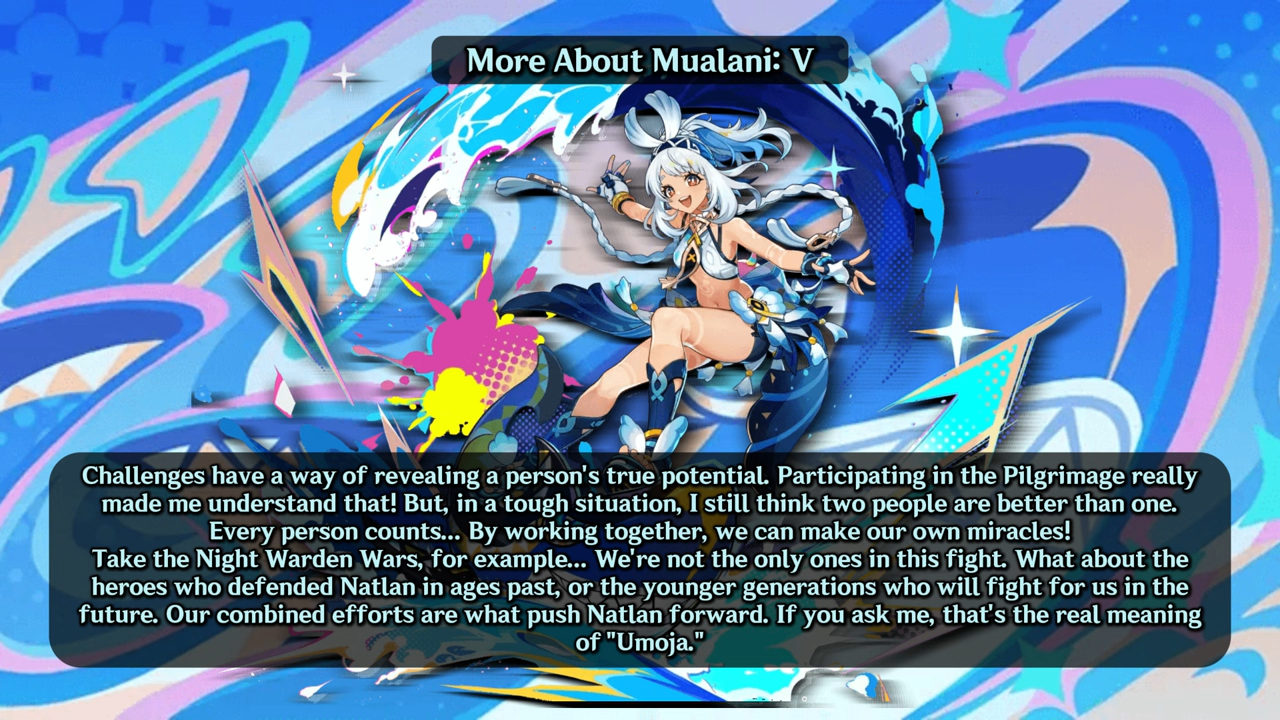 More About Mualani: V
Challenges have a way of revealing a person's true potential. Participating in the Pilgrimage really
made me understand that! But, in a tough situation, I still think two people are better than one.
Every person counts... By working together, we can make our own miracles!
Take the Night Warden Wars, for example... We're not the only ones in this fight. What about the
heroes who defended Natlan in ages past, or the younger generations who will fight for us in the
future. Our combined efforts are what push Natlan forward. If you ask me, that's the real meaning
of "Umoja."